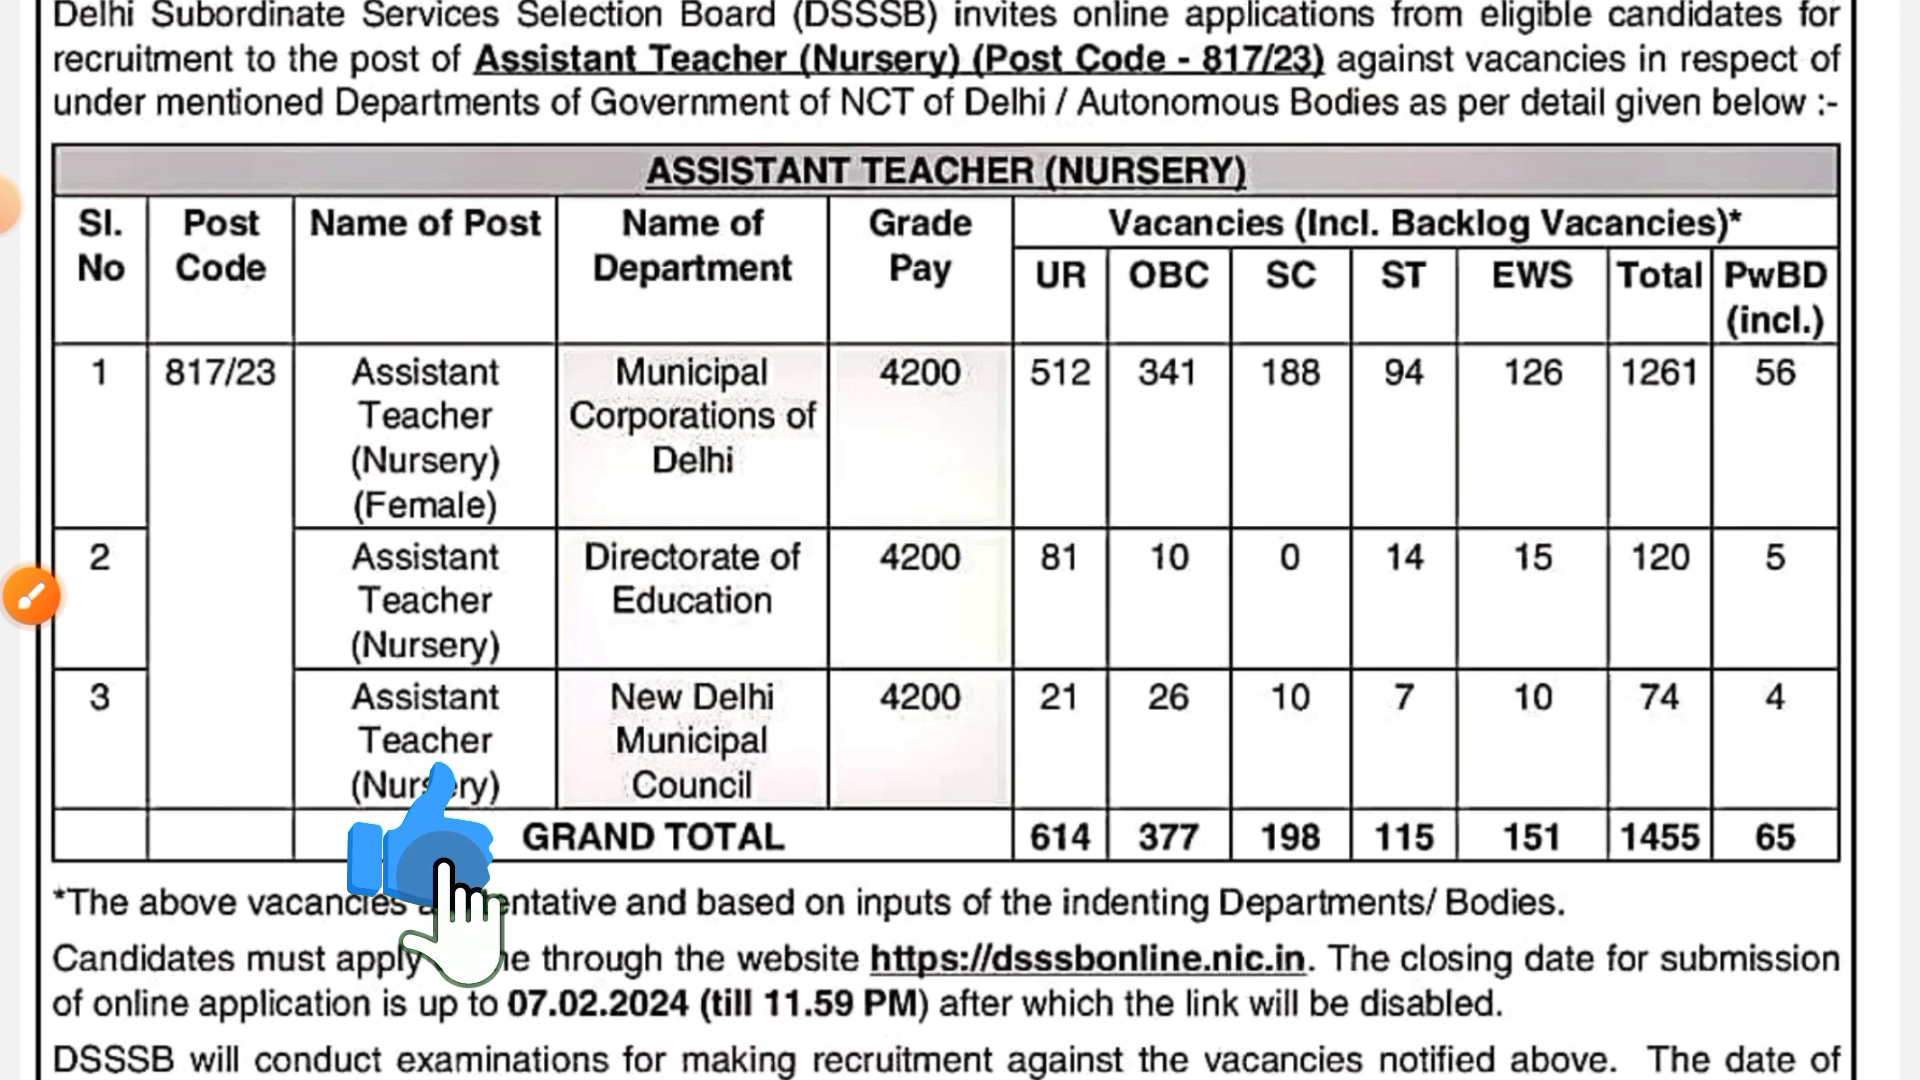 Delhi Subordinate Services Selection Board (DSSSB) invites online applications from eligible candidates for
recruitment to the post of Assistant Teacher (Nursery) (Post Code - 817/23) against vacancies in respect of
under mentioned Departments of Government of NCT of Delhi / Autonomous Bodies as per detail given below :-
ASSISTANT TEACHER (NURSERY)
Sl. No Post Code Name of Post Name of Department Grade Pay Vacancies (Incl. Backlog Vacancies)*
UR OBC SC ST EWS Total PwBD (incl.)
1 817/23 Assistant Municipal 4200 512 341 188 94 126 1261 56
Teacher Corporations of
(Nursery) Delhi
(Female)
2 Assistant Directorate of 4200 81 10 0 14 15 120 5
Teacher Education
(Nursery)
3 Assistant New Delhi 4200 21 26 10 7 10 74 4
Teacher Municipal
(Nursery) Council
GRAND TOTAL 614 377 198 115 151 1455 65
*The above vacancies and based on inputs of the indenting Departments/ Bodies.
Candidates must apply through the website https://dsssbonline.nic.in. The closing date for submission
of online application is up to 07.02.2024 (till 11.59 PM) after which the link will be disabled.
DSSSB will conduct examinations for making recruitment against the vacancies notified above. The date of